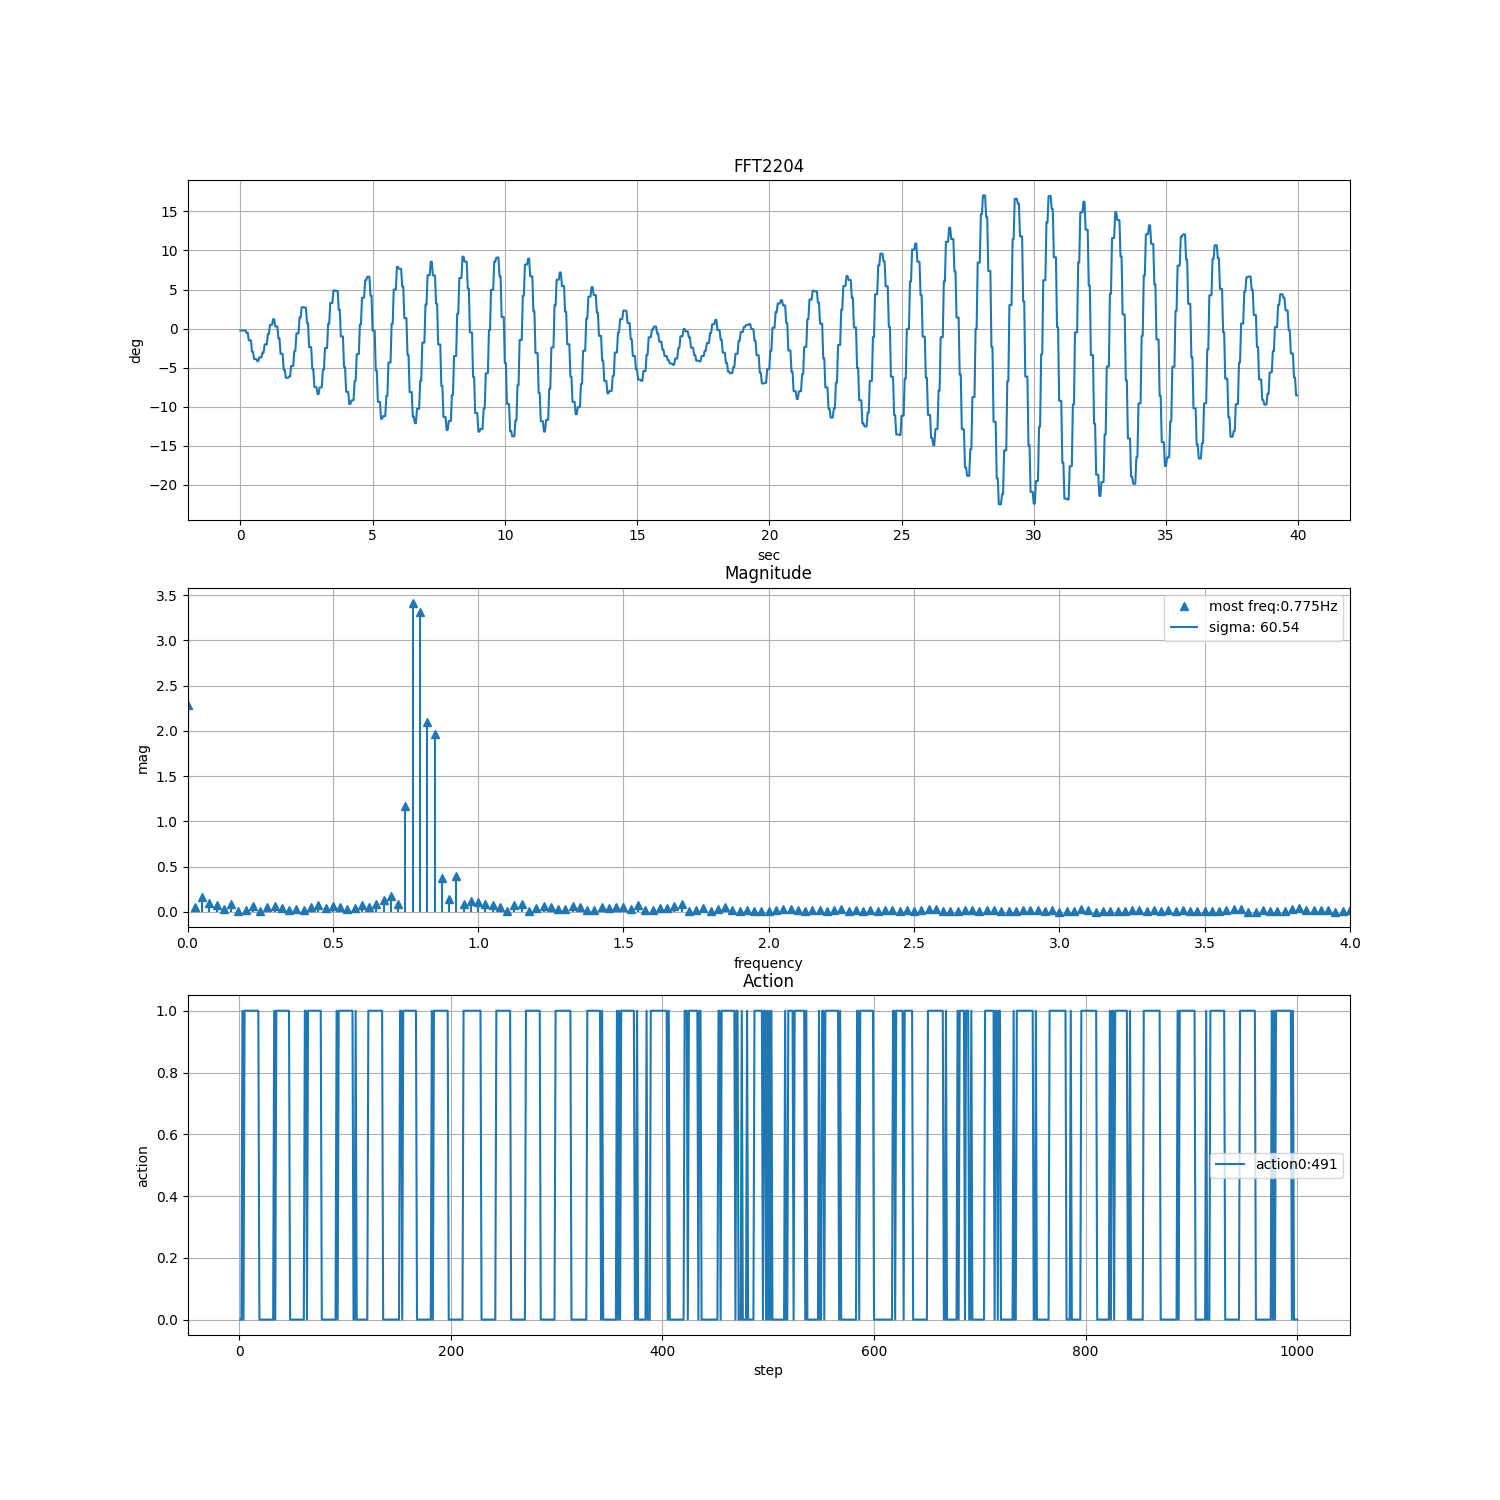 FFT2204
15
10
5
0
−5
−10
−15
−20
deg
0 5 10 15 20 25 30 35 40
sec
Magnitude
3.5
3.0
2.5
2.0
1.5
1.0
0.5
0.0
mag
most freq:0.775Hz
sigma: 60.54
0.0 0.5 1.0 1.5 2.0 2.5 3.0 3.5 4.0
frequency
Action
1.0
0.8
0.6
0.4
0.2
0.0
action
action0:491
0 200 400 600 800 1000
step